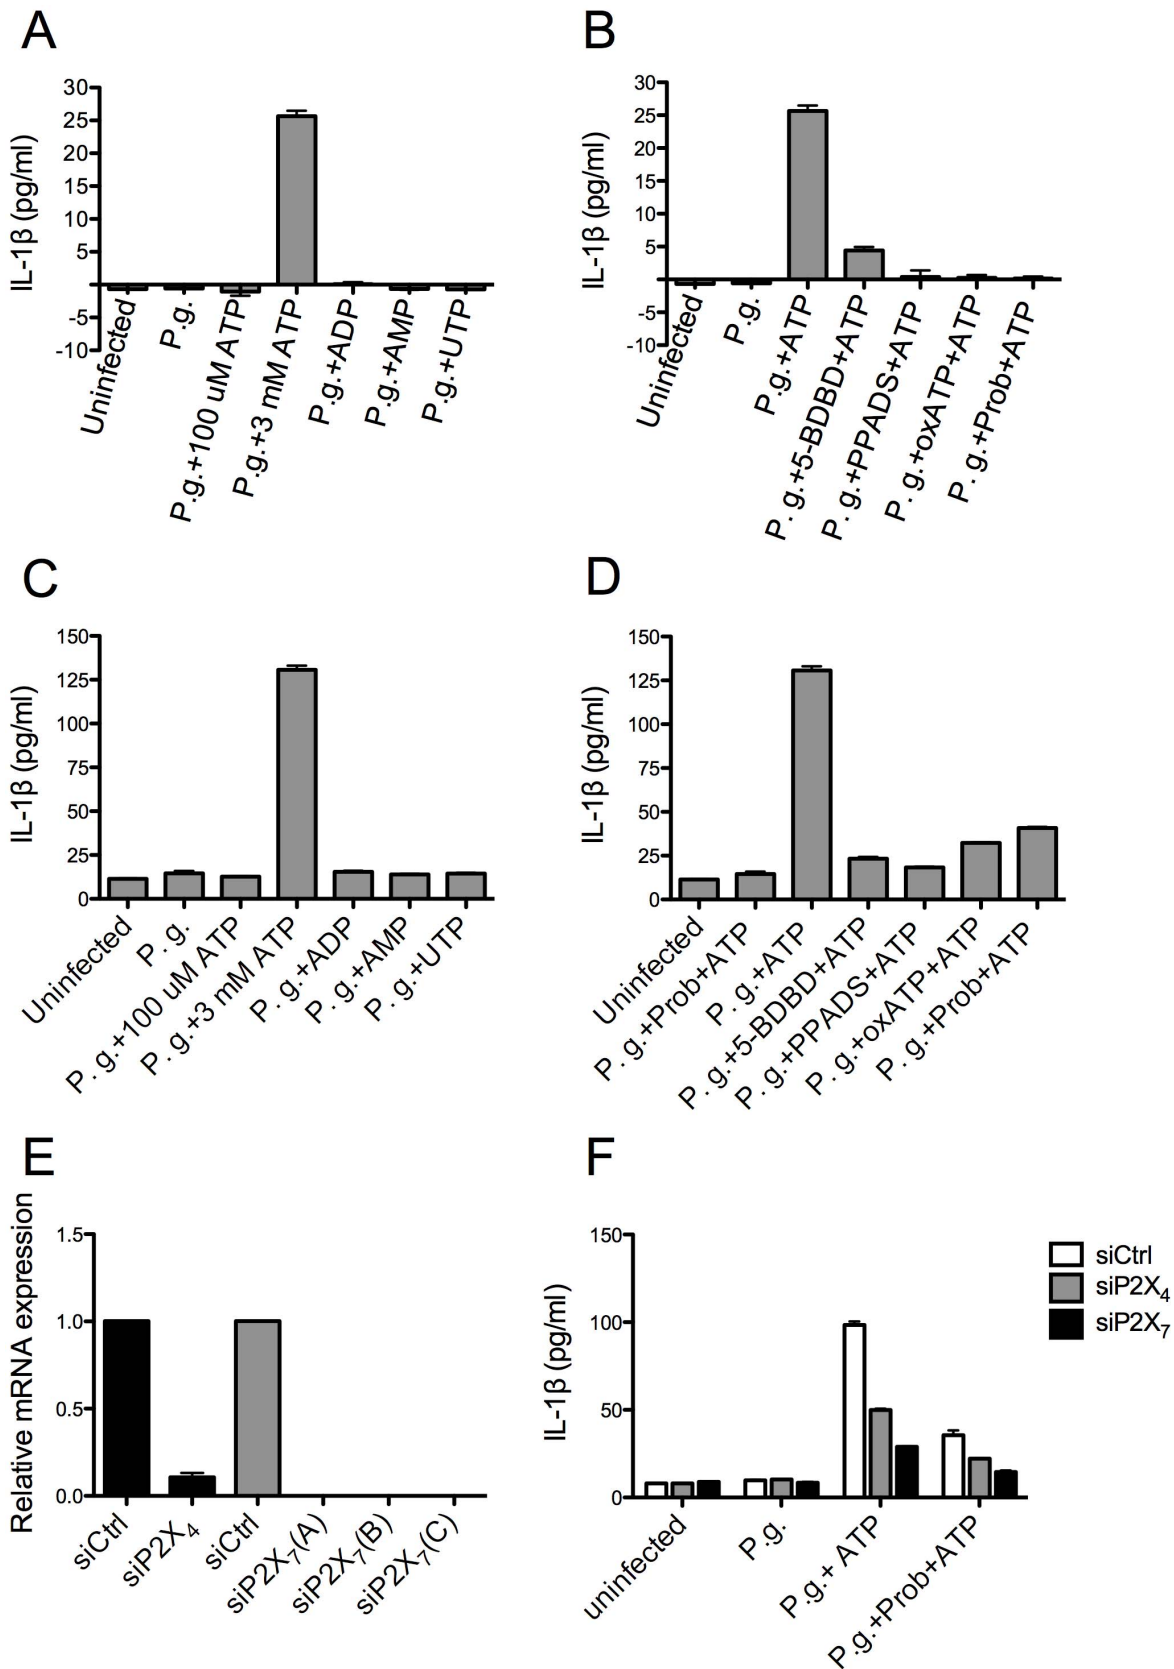 A
IL-1β (pg/ml)
30
25
20
15
10
5
-5
-10
Uninfected
P.g.
P.g.+100 uM ATP
P.g.+3 mM ATP
P.g.+ADP
P.g.+AMP
P.g.+UTP
B
IL-1β (pg/ml)
30
25
20
15
10
5
-5
-10
Uninfected
P.g.
P.g.+ATP
P. g.+5-BDBD+ATP
P. g.+PPADS+ATP
P. g.+oxATP+ATP
P. g.+Prob+ATP
C
IL-1β (pg/ml)
150
125
100
75
50
25
0
Uninfected
P. g.
P. g.+100 uM ATP
P. g.+3 mM ATP
P. g.+ADP
P. g.+AMP
P. g.+UTP
D
IL-1β (pg/ml)
150
125
100
75
50
25
0
Uninfected
P. g.+Prob+ATP
P. g.+ATP
P. g.+5-BDBD+ATP
P. g.+PPADS+ATP
P. g.+oxATP+ATP
P. g.+Prob+ATP
E
Relative mRNA expression
1.5
1.0
0.5
0.0
siCtrl
siP2X4
siCtrl
siP2X7(A)
siP2X7(B)
siP2X7(C)
F
IL-1β (pg/ml)
150
100
50
0
uninfected
P.g.
P.g.+ ATP
P.g.+Prob+ATP
siCtrl
siP2X4
siP2X7